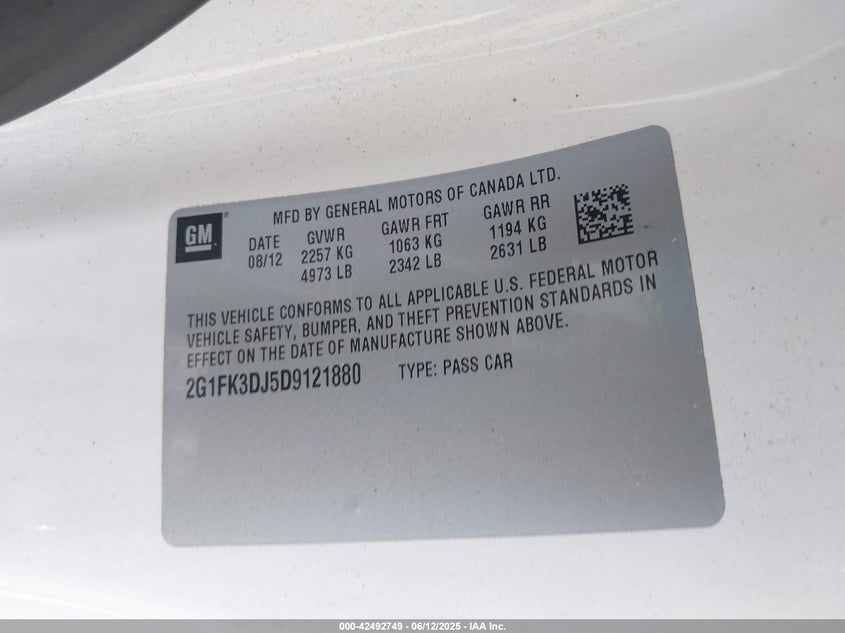 GM
MFD BY GENERAL MOTORS OF CANADA LTD.
DATE GVWR GAWR FRT GAWR RR
08/12 2257 KG 1063 KG 1194 KG
4973 LB 2342 LB 2631 LB
THIS VEHICLE CONFORMS TO ALL APPLICABLE U.S. FEDERAL MOTOR
VEHICLE SAFETY, BUMPER, AND THEFT PREVENTION STANDARDS IN
EFFECT ON THE DATE OF MANUFACTURE SHOWN ABOVE.
2G1FK3DJ5D9121880 TYPE: PASS CAR
000-42492749 - 06/12/2025 - IAA Inc.